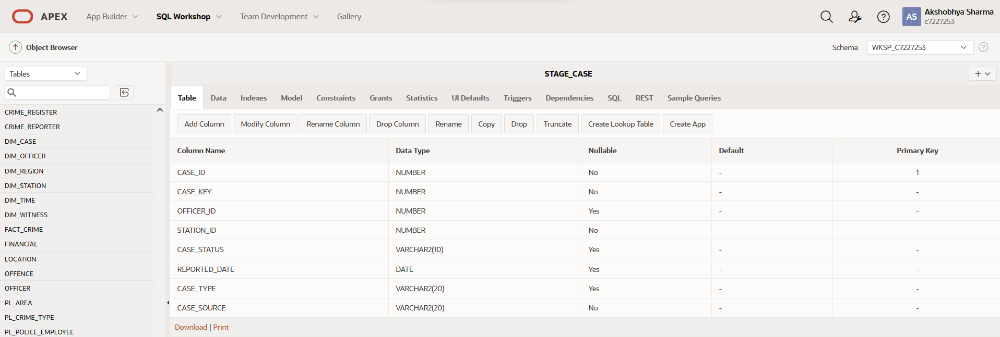 APEX App Builder SQL Workshop Team Development Gallery AS Akshobhya Sharma
c7227253
Object Browser Schema WKSP_C7227253
Tables
STAGE_CASE
Table Data Indexes Model Constraints Grants Statistics UI Defaults Triggers Dependencies SQL REST Sample Queries
Add Column Modify Column Rename Column Drop Column Rename Copy Drop Truncate Create Lookup Table Create App
CRIME_REGISTER
CRIME_REPORTER
DIM_CASE
DIM_OFFICER
DIM_REGION
DIM_STATION
DIM_TIME
DIM_WITNESS
FACT_CRIME
FINANCIAL
LOCATION
OFFENCE
OFFICER
PL_AREA
PL_CRIME_TYPE
PL_POLICE_EMPLOYEE
Column Name Data Type Nullable Default Primary Key
CASE_ID NUMBER No - 1
CASE_KEY NUMBER No - -
OFFICER_ID NUMBER Yes - -
STATION_ID NUMBER No - -
CASE_STATUS VARCHAR2(10) Yes - -
REPORTED_DATE DATE Yes - -
CASE_TYPE VARCHAR2(20) Yes - -
CASE_SOURCE VARCHAR2(20) No - -
Download | Print